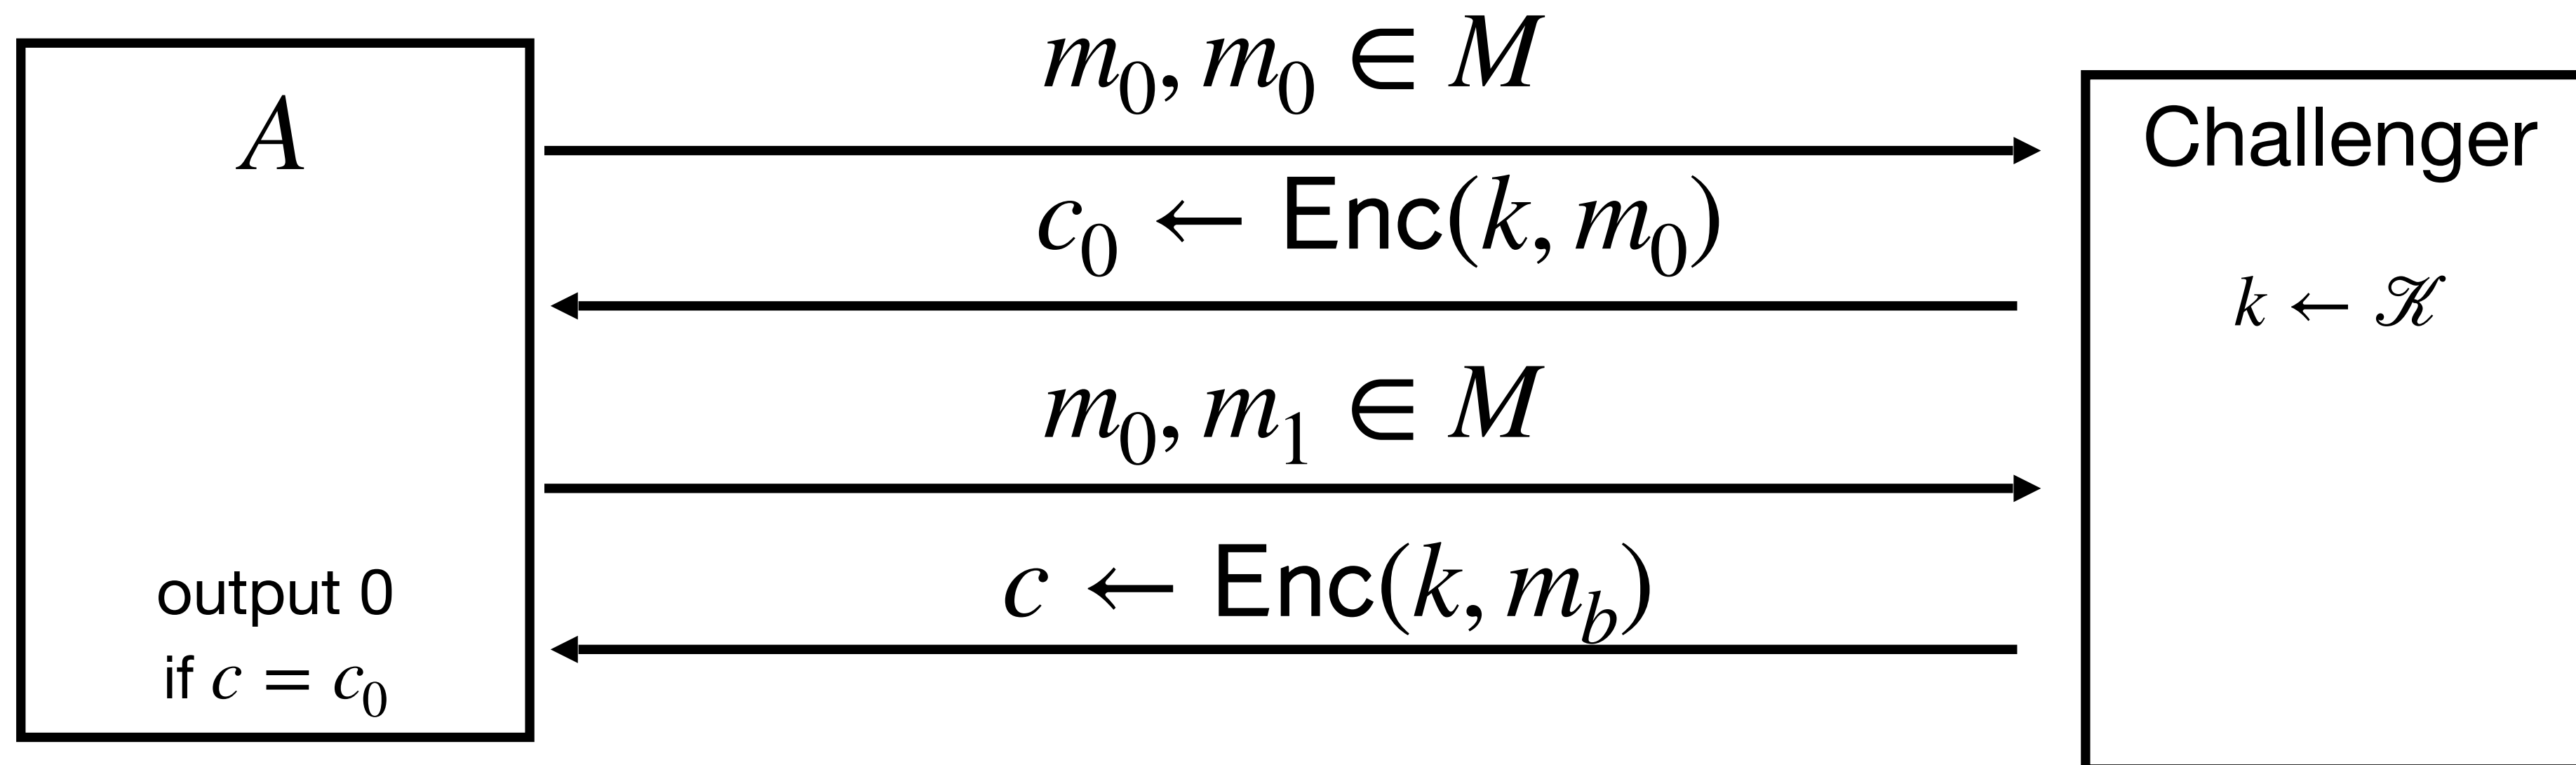 A
output 0
if c = c₀
m₀, m₀ ∈ M
c₀ ← Enc(k, m₀)
m₀, m₁ ∈ M
c ← Enc(k, m_b)
Challenger
k ← 𝒦